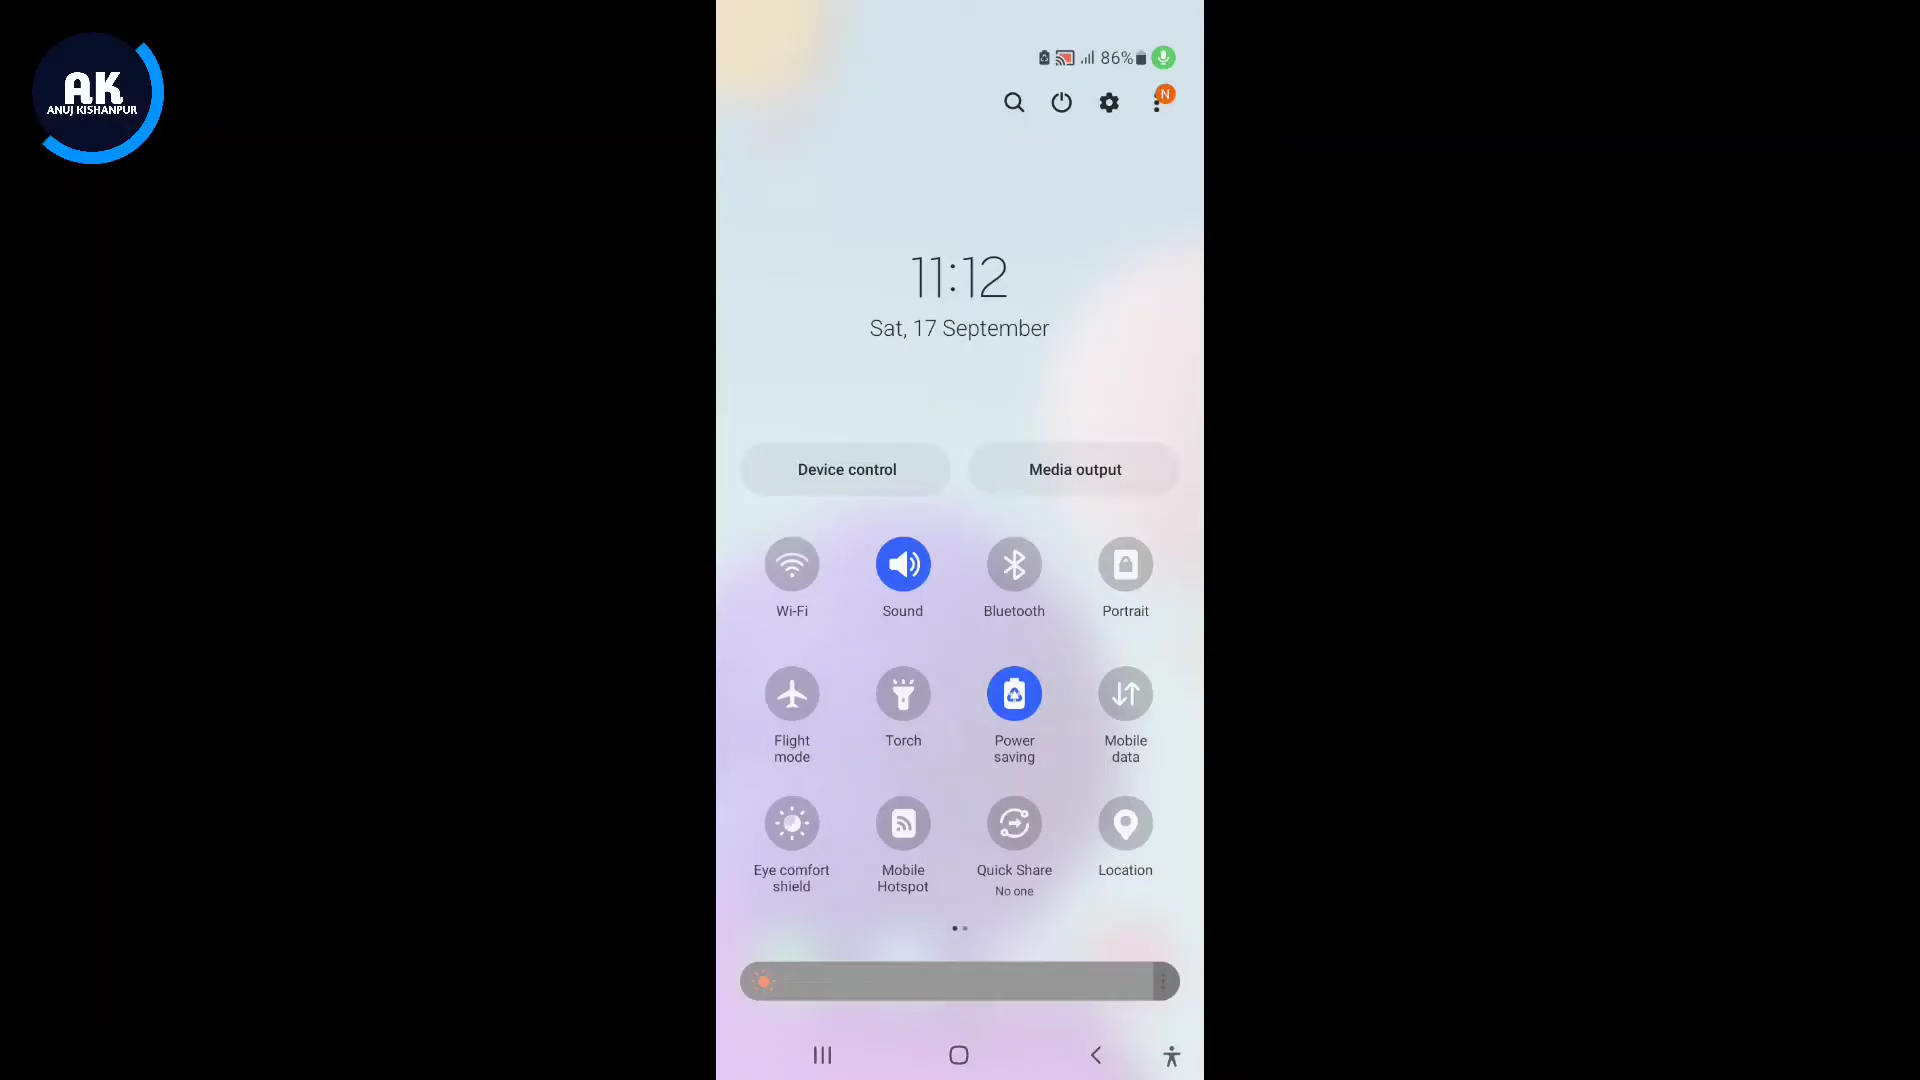 AK
ANUJ KISHANPUR
86%
N
11:12
Sat, 17 September
Device control
Media output
Wi-Fi
Sound
Bluetooth
Portrait
Flight
mode
Torch
Power
saving
Mobile
data
Eye comfort
shield
Mobile
Hotspot
Quick Share
No one
Location